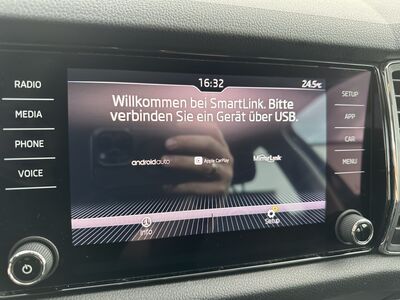 16:32
24.5°C
RADIO
MEDIA
PHONE
VOICE
Willkommen bei SmartLink. Bitte
verbinden Sie ein Gerät über USB.
androidauto
Apple CarPlay
MirrorLink
Info
Setup
SETUP
APP
CAR
MENU